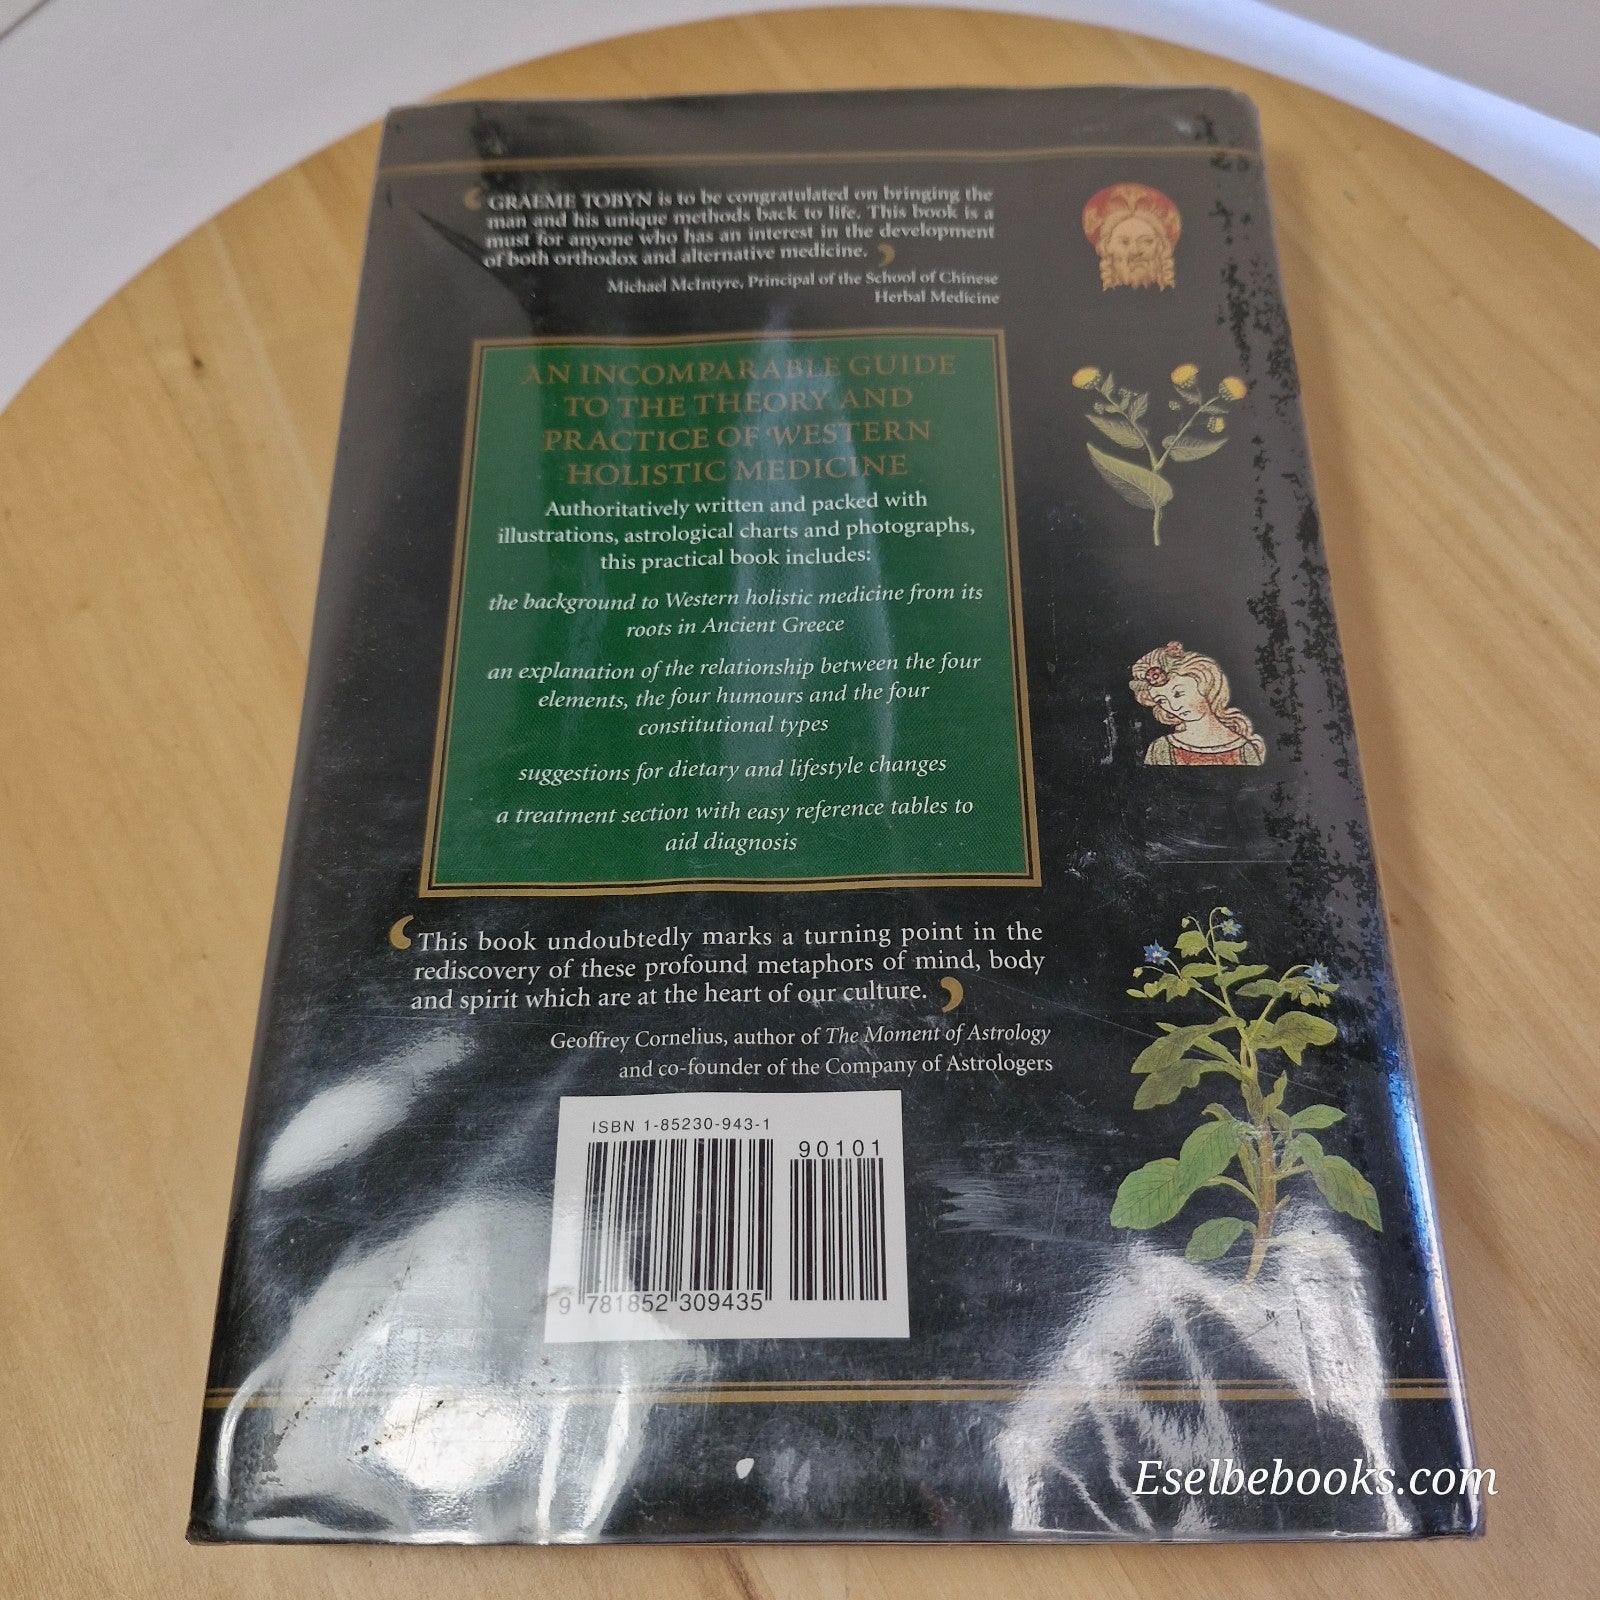 ‘GRAEME TOBYN is to be congratulated on bringing the
man and his unique methods back to life. This book is a
must for anyone who has an interest in the development
of both orthodox and alternative medicine.’
Michael McIntyre, Principal of the School of Chinese
Herbal Medicine
AN INCOMPARABLE GUIDE
TO THE THEORY AND
PRACTICE OF WESTERN
HOLISTIC MEDICINE
Authoritatively written and packed with
illustrations, astrological charts and photographs,
this practical book includes:
the background to Western holistic medicine from its
roots in Ancient Greece
an explanation of the relationship between the four
elements, the four humours and the four
constitutional types
suggestions for dietary and lifestyle changes
a treatment section with easy reference tables to
aid diagnosis
‘This book undoubtedly marks a turning point in the
rediscovery of these profound metaphors of mind, body
and spirit which are at the heart of our culture.’
Geoffrey Cornelius, author of The Moment of Astrology
and co-founder of the Company of Astrologers
ISBN 1-85230-943-1
90101
9 781852 309435
Eselbebooks.com